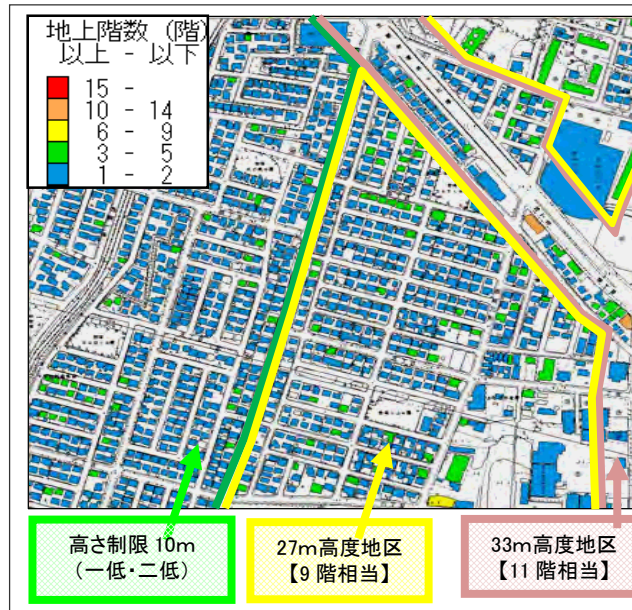 地上階数 (階)
以上 - 以下
15 -
10 - 14
6 - 9
3 - 5
1 - 2
高さ制限 10m
(一低・二低)
27m高度地区
【9 階相当】
33m高度地区
【11 階相当】